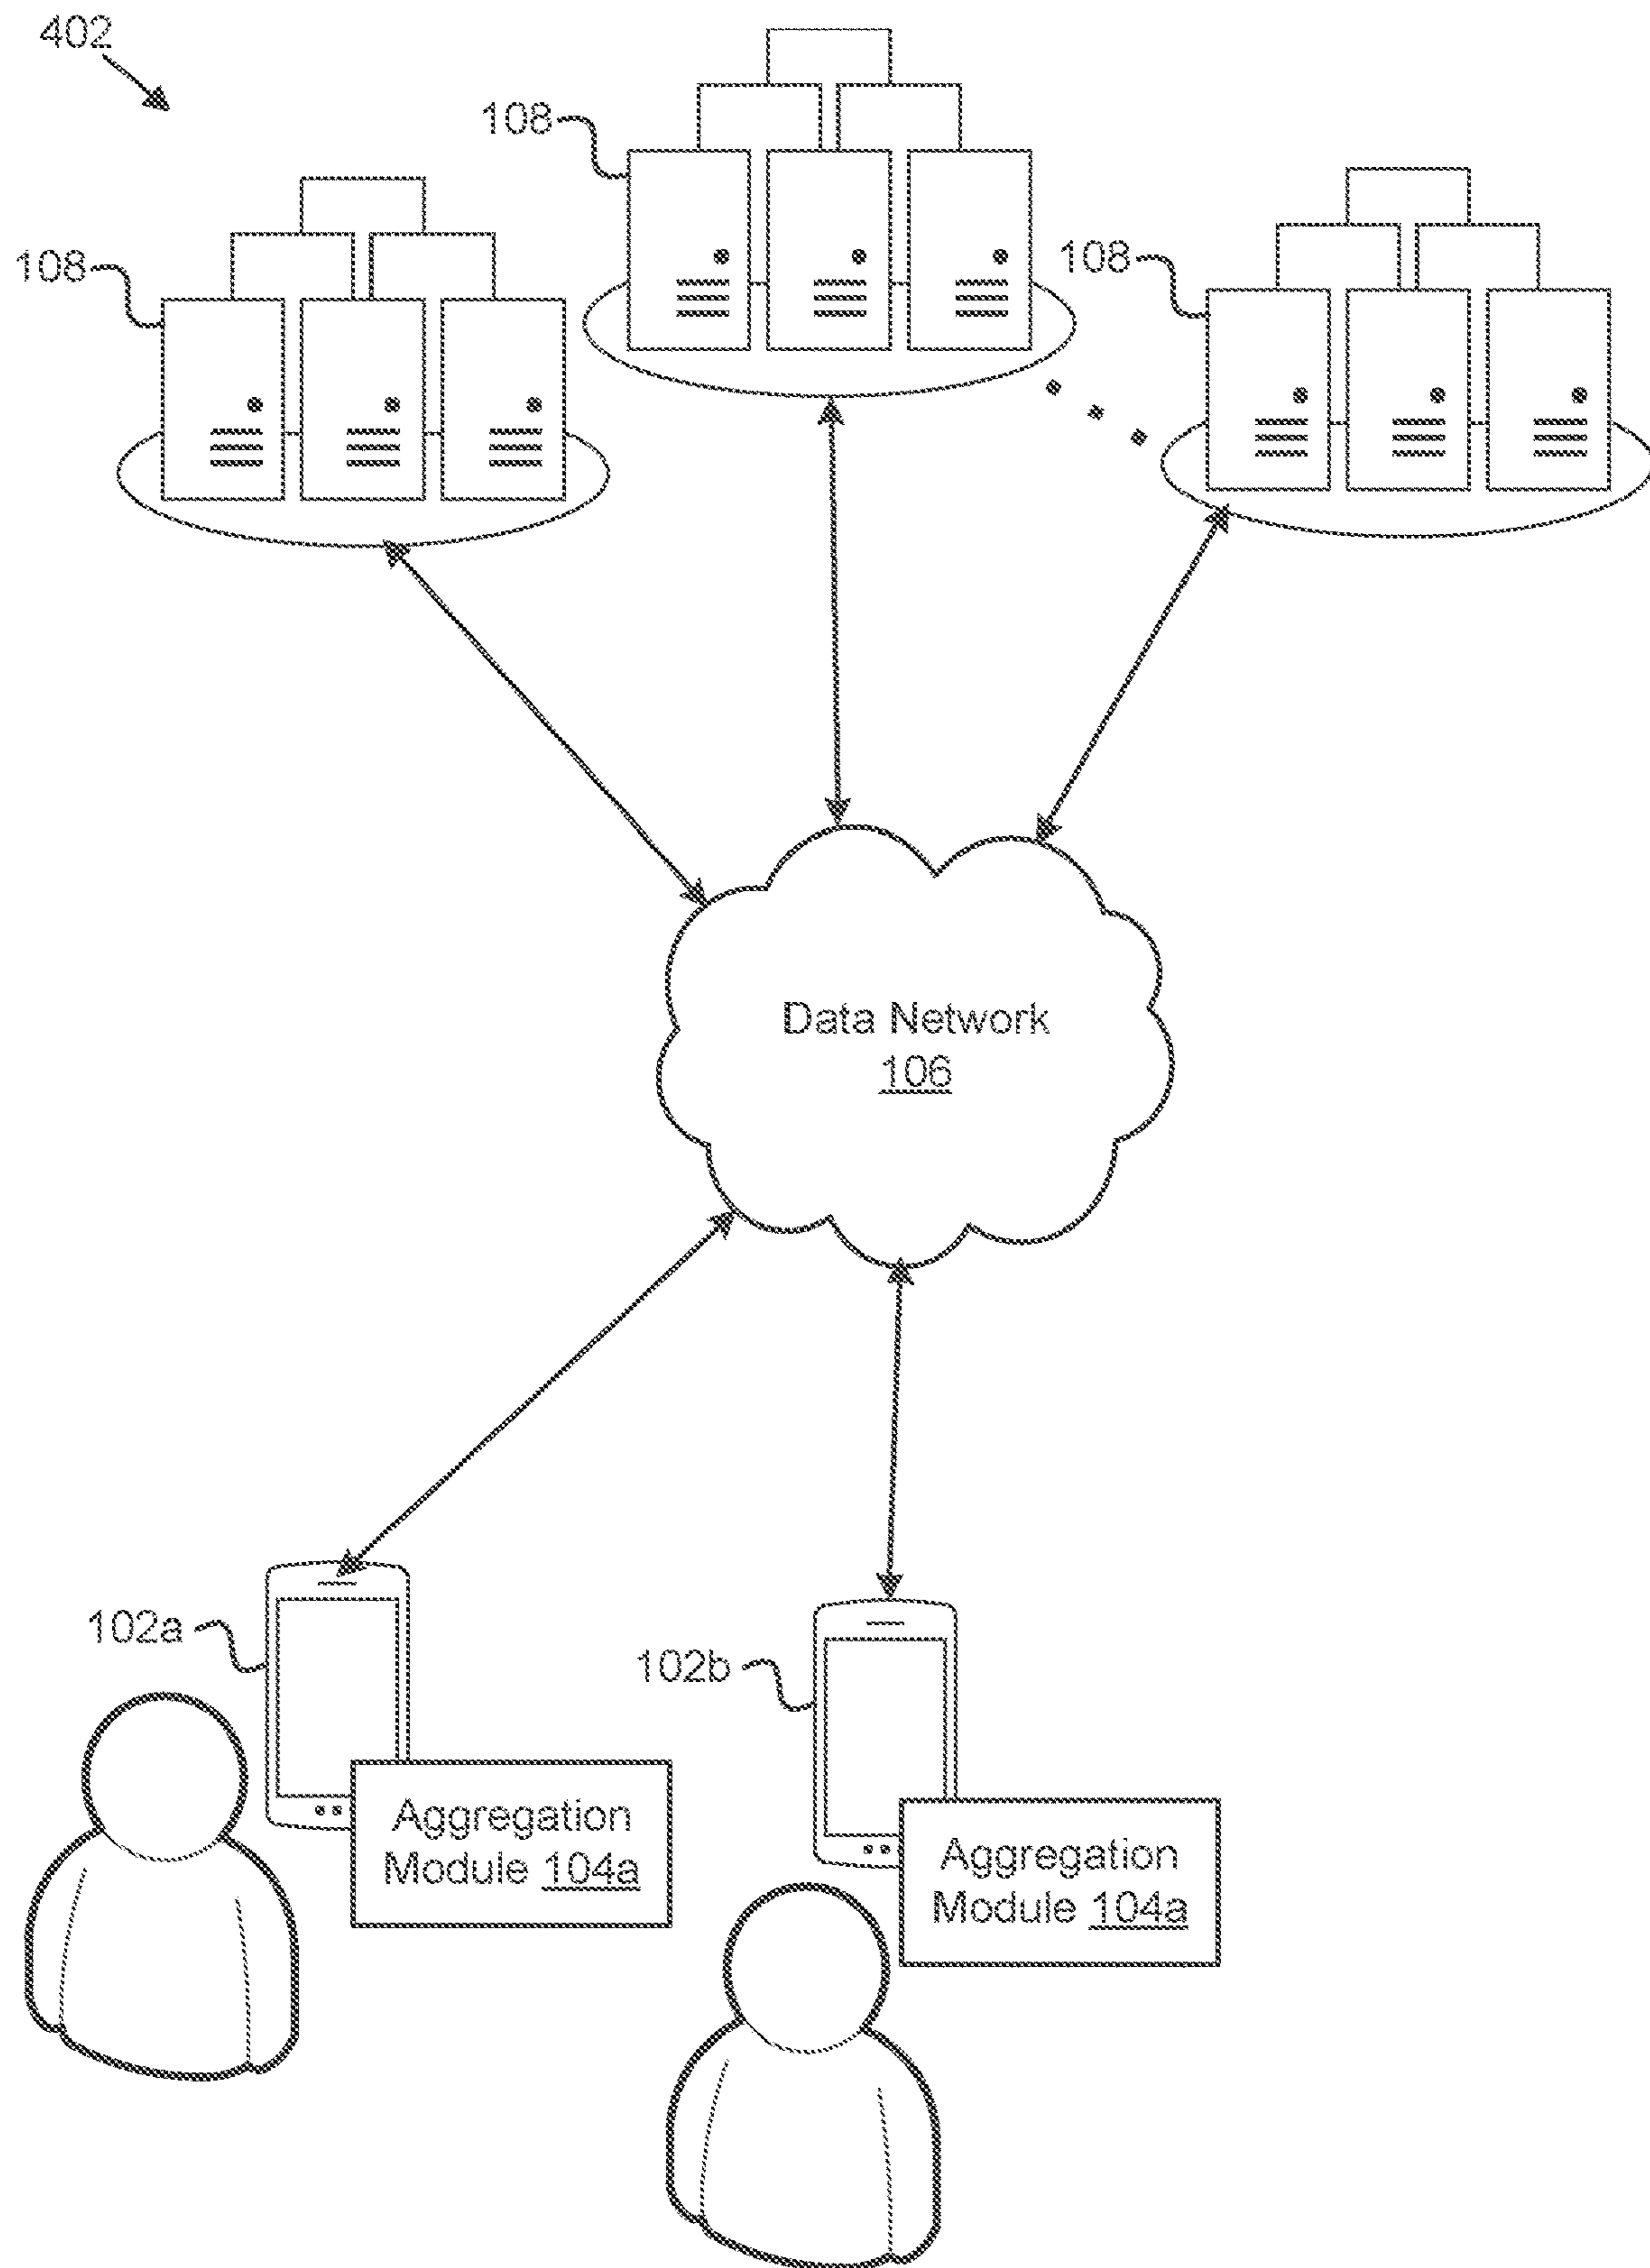 402
108
108
108
Data Network
106
102a
102b
Aggregation
Module 104a
Aggregation
Module 104a